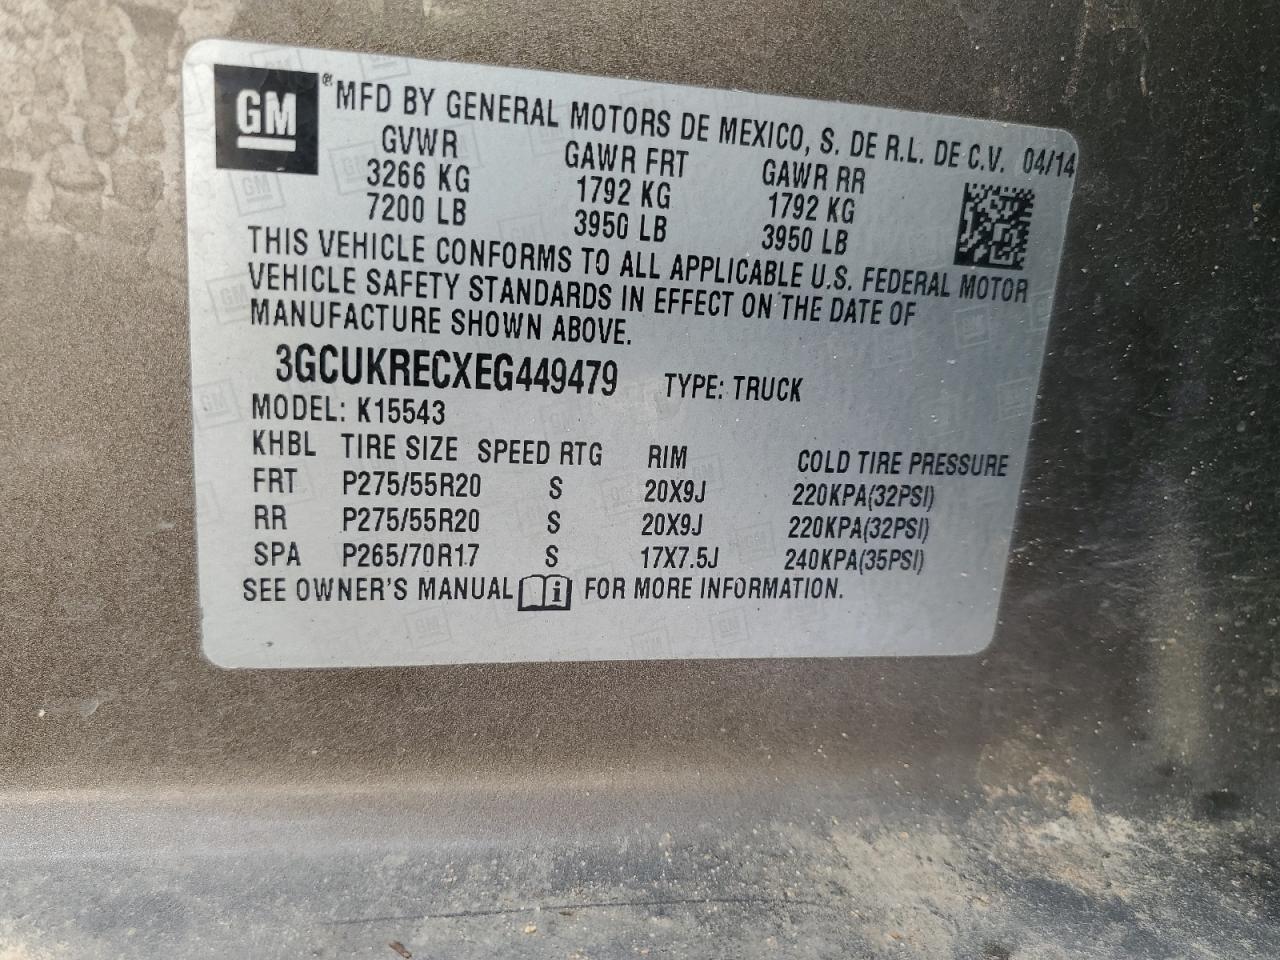 GM ® MFD BY GENERAL MOTORS DE MEXICO, S. DE R.L. DE C.V. 04/14
GVWR GAWR FRT GAWR RR
3266 KG 1792 KG 1792 KG
7200 LB 3950 LB 3950 LB
THIS VEHICLE CONFORMS TO ALL APPLICABLE U.S. FEDERAL MOTOR
VEHICLE SAFETY STANDARDS IN EFFECT ON THE DATE OF
MANUFACTURE SHOWN ABOVE.
3GCUKRECXEG449479 TYPE: TRUCK
MODEL: K15543
KHBL TIRE SIZE SPEED RTG RIM COLD TIRE PRESSURE
FRT P275/55R20 S 20X9J 220KPA(32PSI)
RR P275/55R20 S 20X9J 220KPA(32PSI)
SPA P265/70R17 S 17X7.5J 240KPA(35PSI)
SEE OWNER'S MANUAL i FOR MORE INFORMATION.